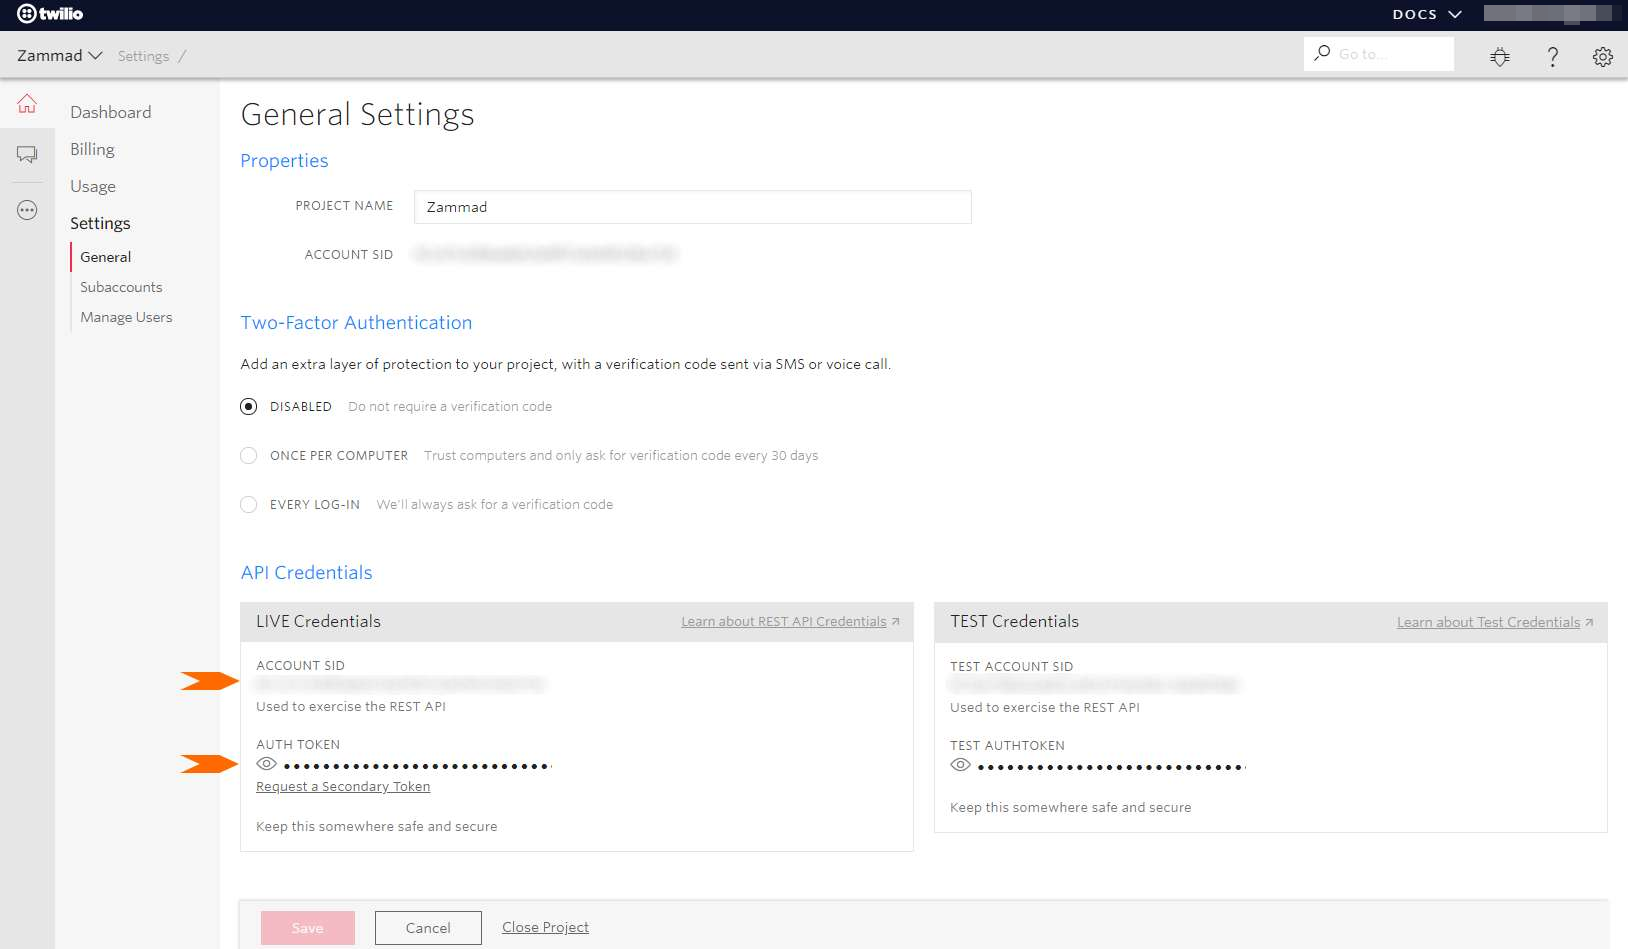 twilio
DOCS
Zammad
Settings /
Go to...
?
Dashboard
Billing
Usage
Settings
General
Subaccounts
Manage Users
General Settings
Properties
PROJECT NAME
Zammad
ACCOUNT SID
Two-Factor Authentication
Add an extra layer of protection to your project, with a verification code sent via SMS or voice call.
DISABLED Do not require a verification code
ONCE PER COMPUTER Trust computers and only ask for verification code every 30 days
EVERY LOG-IN We'll always ask for a verification code
API Credentials
LIVE Credentials
Learn about REST API Credentials
ACCOUNT SID
Used to exercise the REST API
AUTH TOKEN
Request a Secondary Token
Keep this somewhere safe and secure
TEST Credentials
Learn about Test Credentials
TEST ACCOUNT SID
Used to exercise the REST API
TEST AUTHTOKEN
Keep this somewhere safe and secure
Save
Cancel
Close Project